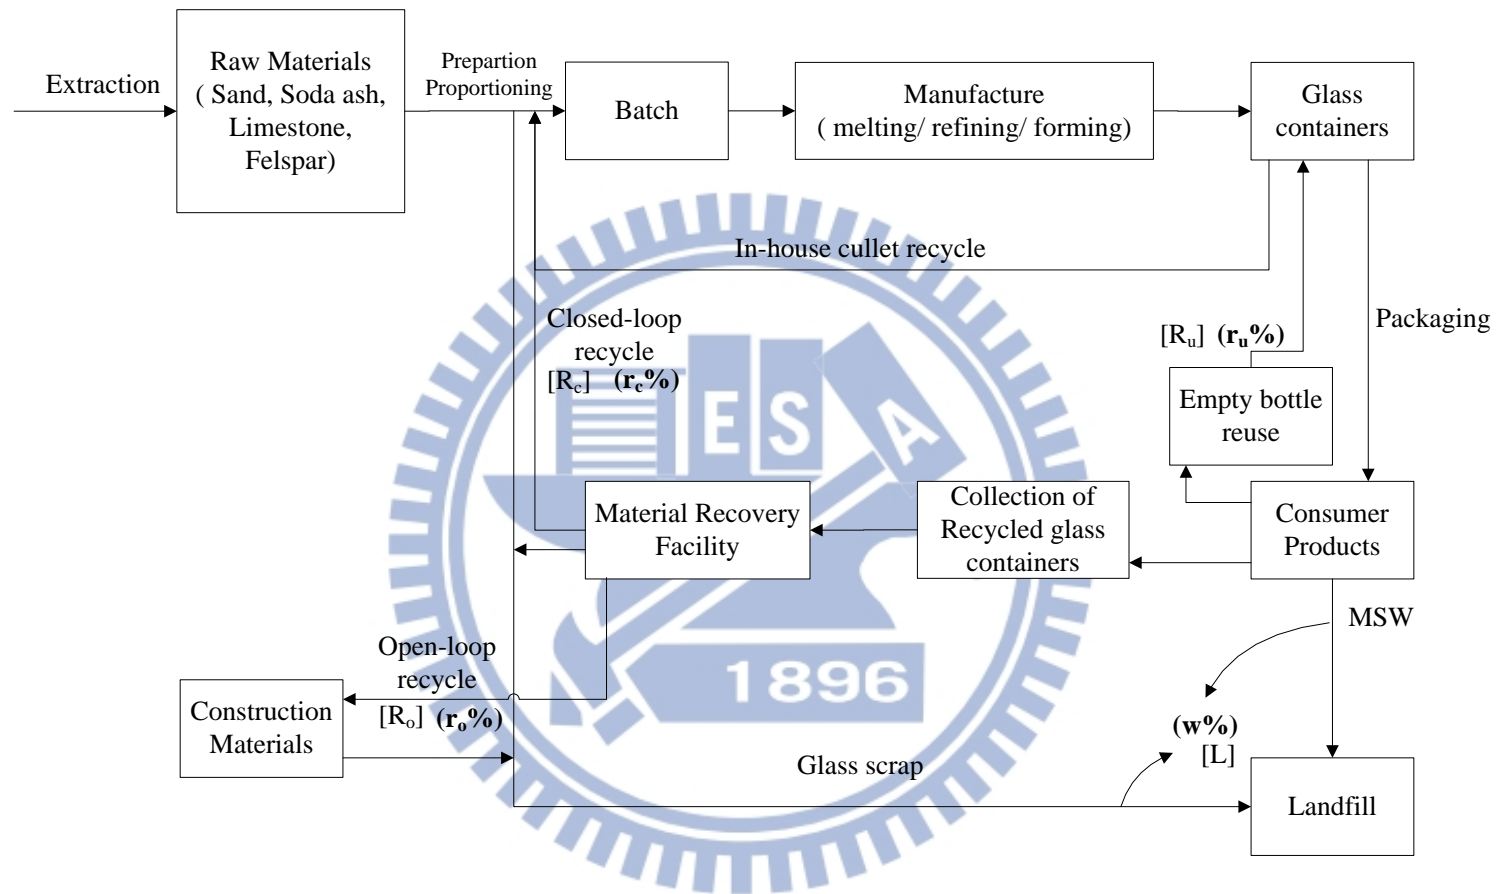 Extraction
Raw Materials
( Sand, Soda ash,
Limestone,
Felspar)
Prepartion
Proportioning
Batch
Manufacture
( melting/ refining/ forming)
Glass
containers
In-house cullet recycle
Closed-loop
recycle
[Rc] (rc%)
Packaging
[Ru] (ru%)
Empty bottle
reuse
E S A
Material Recovery
Facility
Collection of
Recycled glass
containers
Consumer
Products
MSW
1896
Open-loop
recycle
[Ro] (ro%)
Construction
Materials
(w%)
[L]
Glass scrap
Landfill